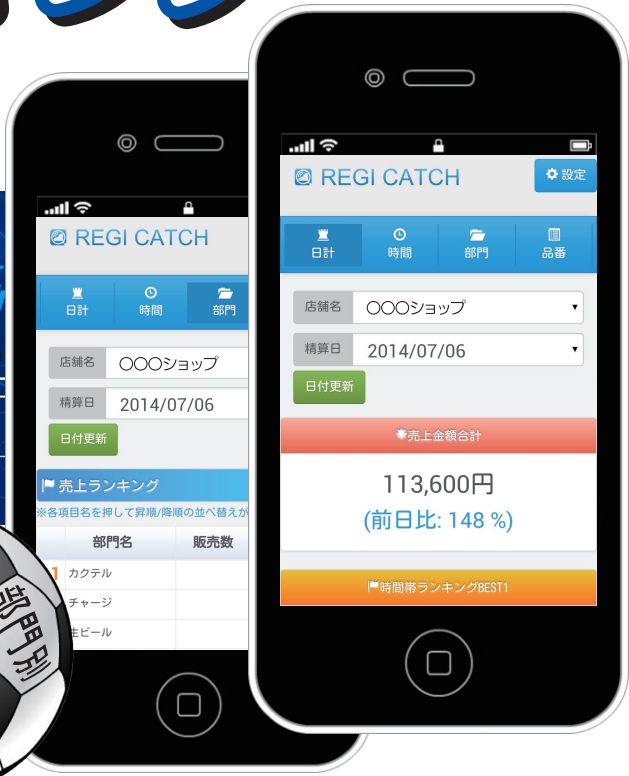 REGI CATCH
設定
日計
時間
部門
品番
店舗名
〇〇〇ショップ
精算日
2014/07/06
日付更新
売上金額合計
113,600円
(前日比: 148 %)
時間帯ランキングBEST1
REGI CATCH
日計
時間
部門
店舗名
〇〇〇ショップ
精算日
2014/07/06
日付更新
売上ランキング
※各項目名を押して昇順/降順の並べ替えが
部門名 販売数
1 カクテル
チャージ
生ビール
部門別